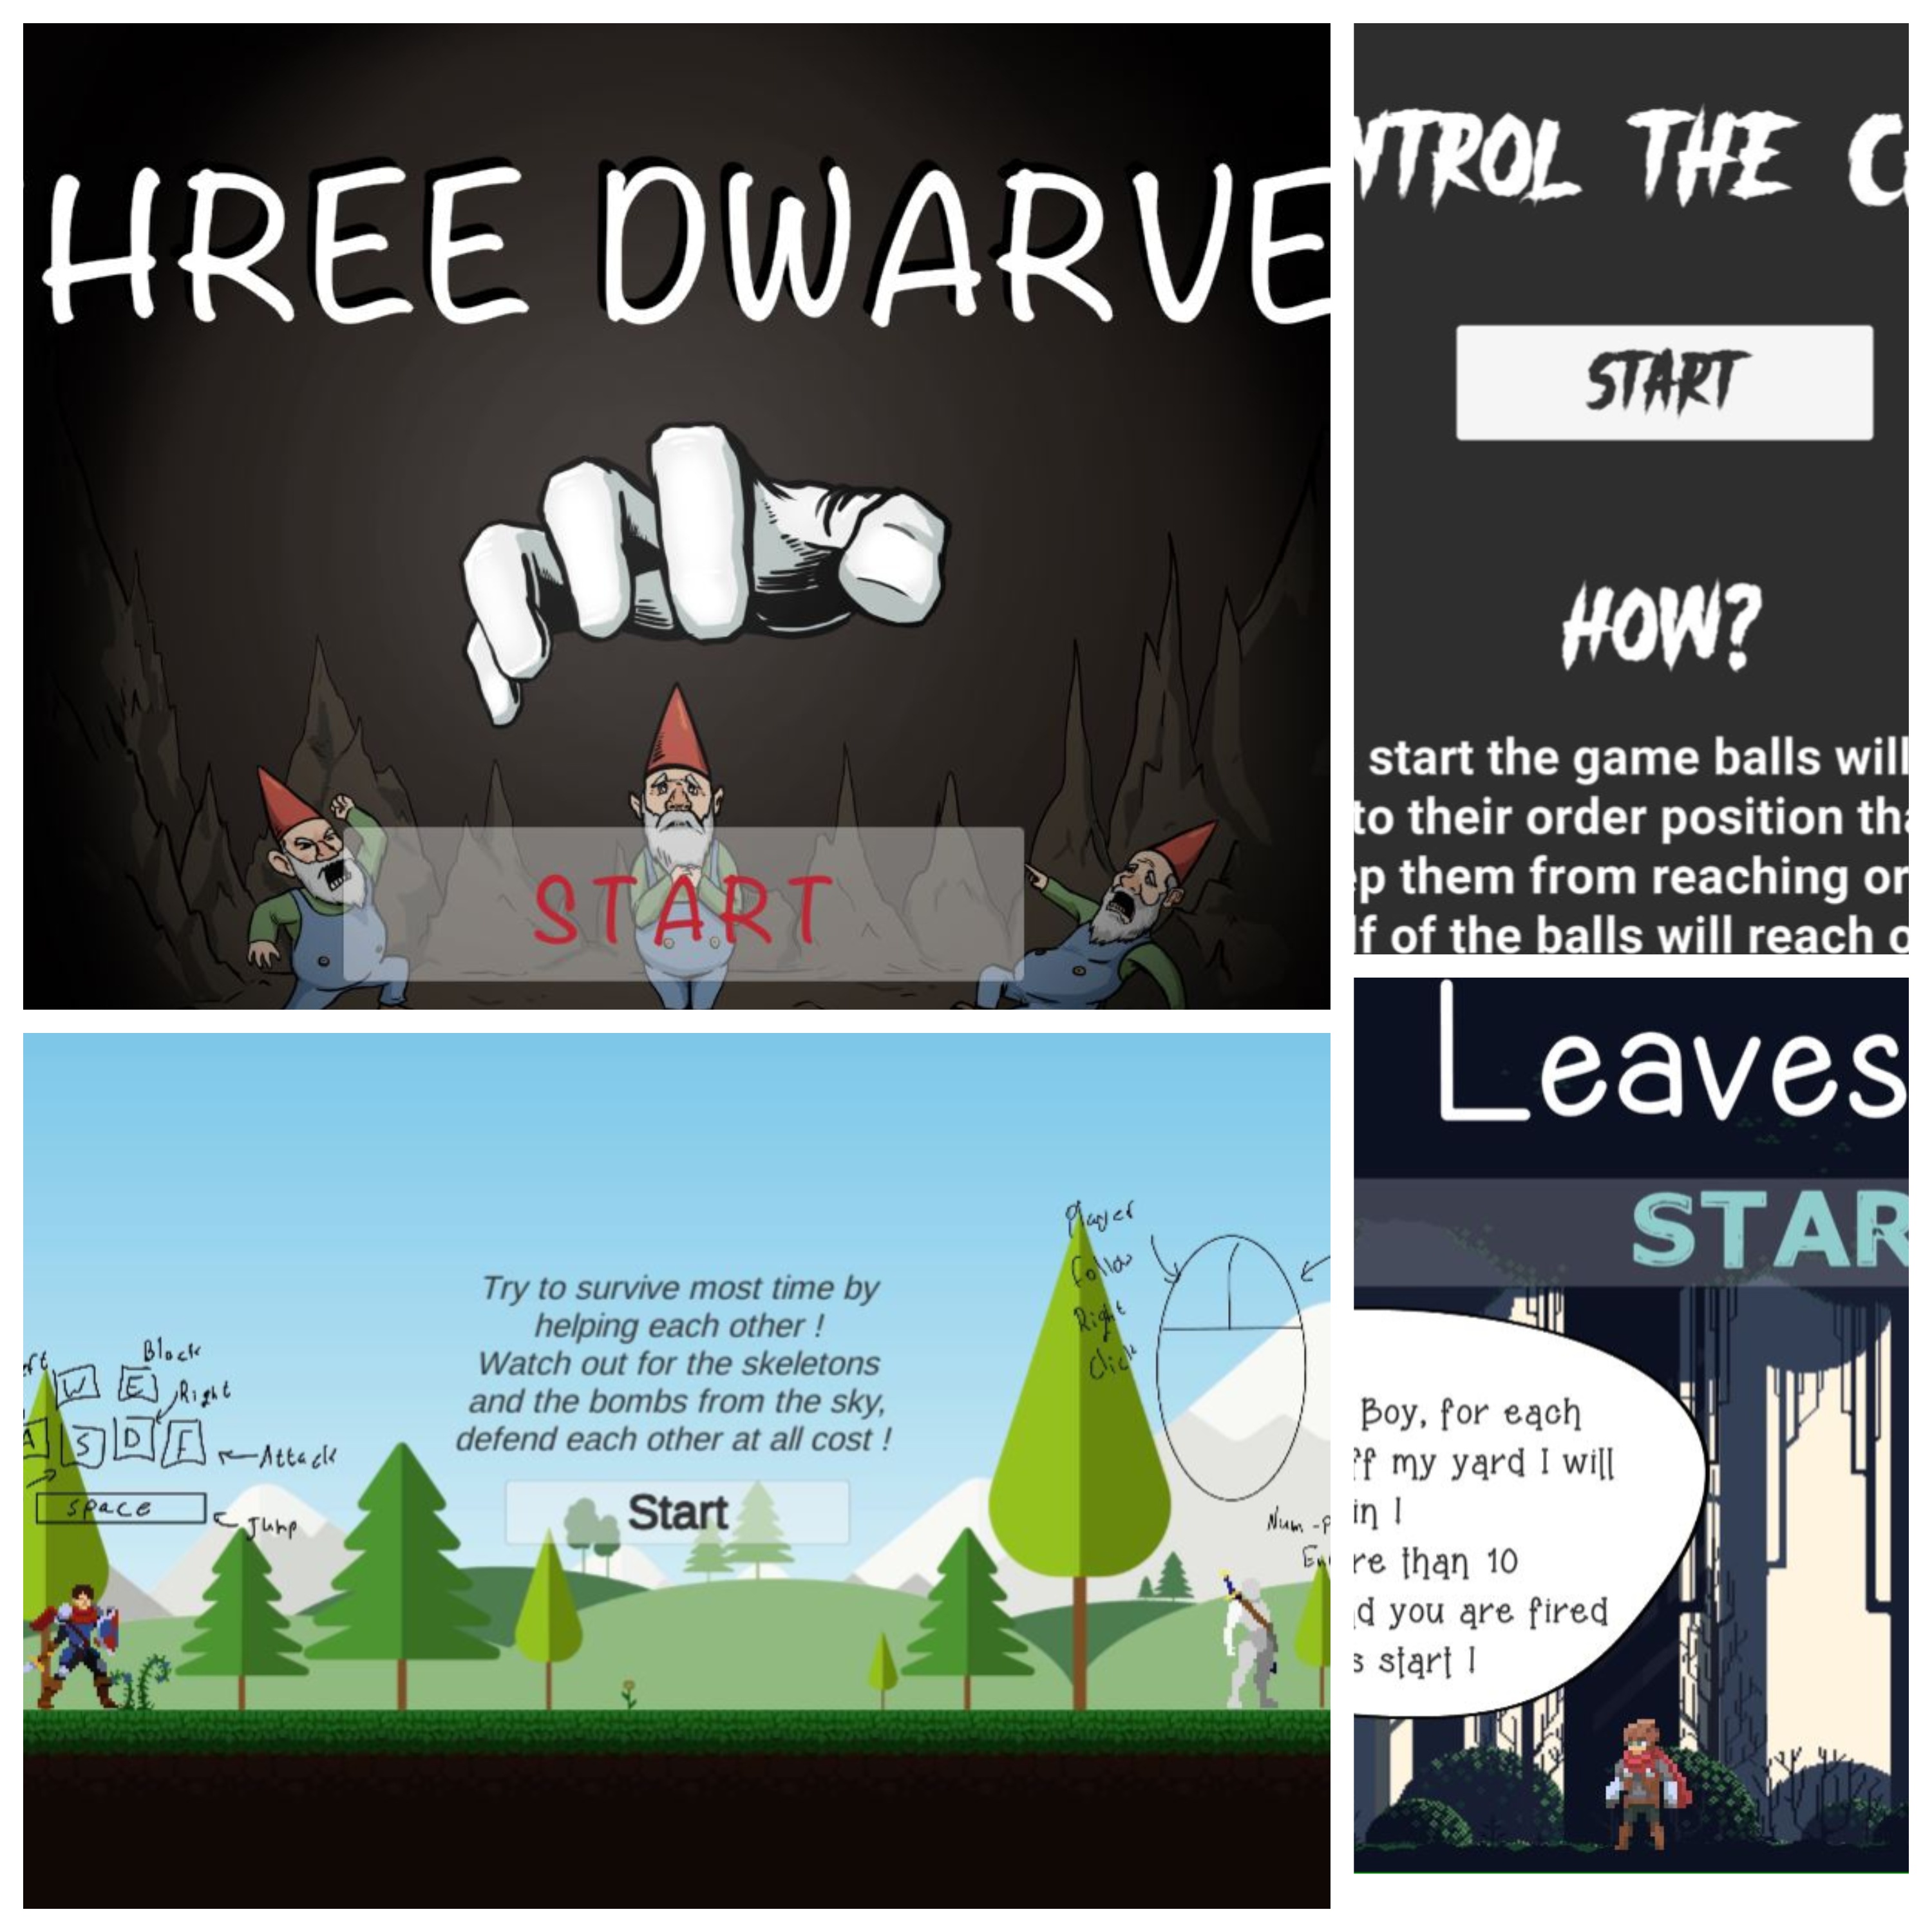 HREE DWARVE
START
NTROL THE C
START
HOW?
start the game balls will
to their order position tha
ep them from reaching or
If of the balls will reach o
Try to survive most time by
helping each other !
Watch out for the skeletons
and the bombs from the sky,
defend each other at all cost !
Start
Block
W E
Right
A S D F
Attack
space
Jump
Player
Follow
Right
Click
Num -P
En
Leaves
STAR
Boy, for each
ff my yard I will
in !
re than 10
d you are fired
s start !